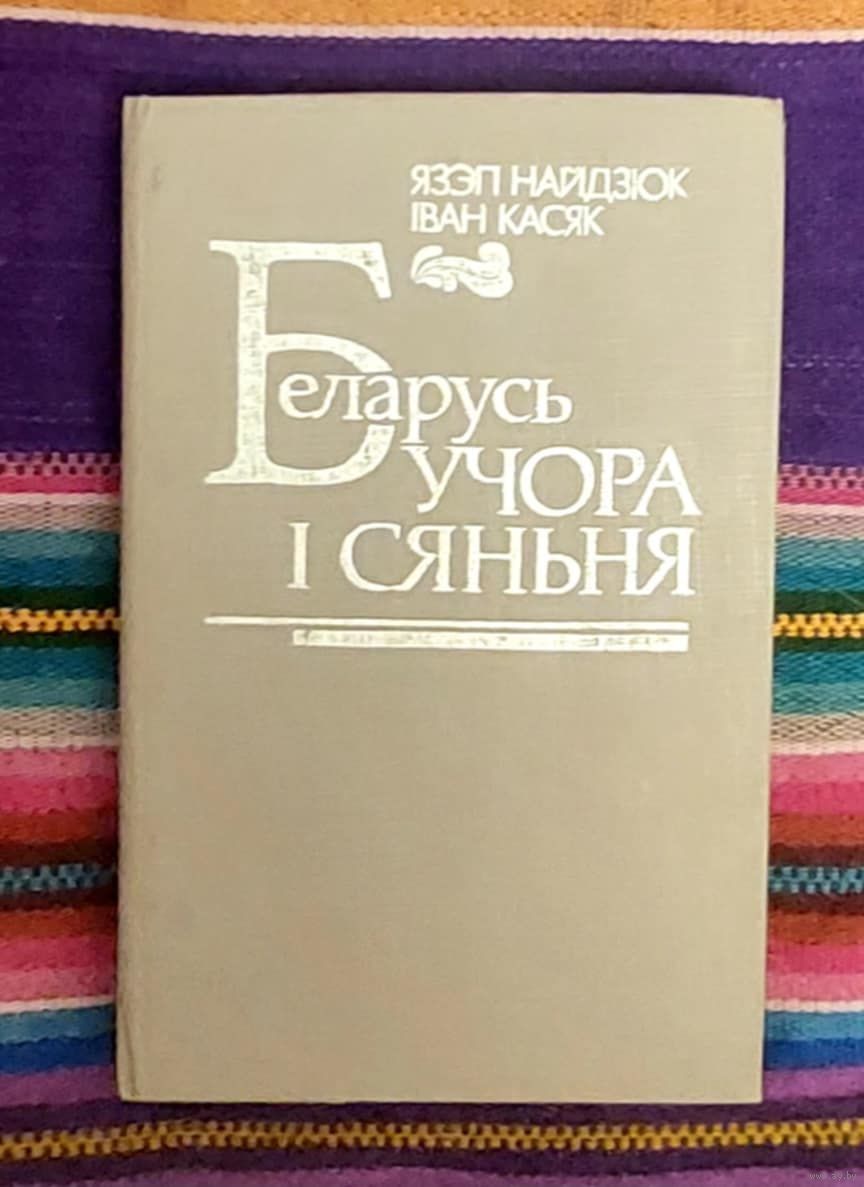 ЯЗЭП НАЙДЗЮК
ІВАН КАСЯК
Беларусь
УЧОРА
І СЯНЬНЯ